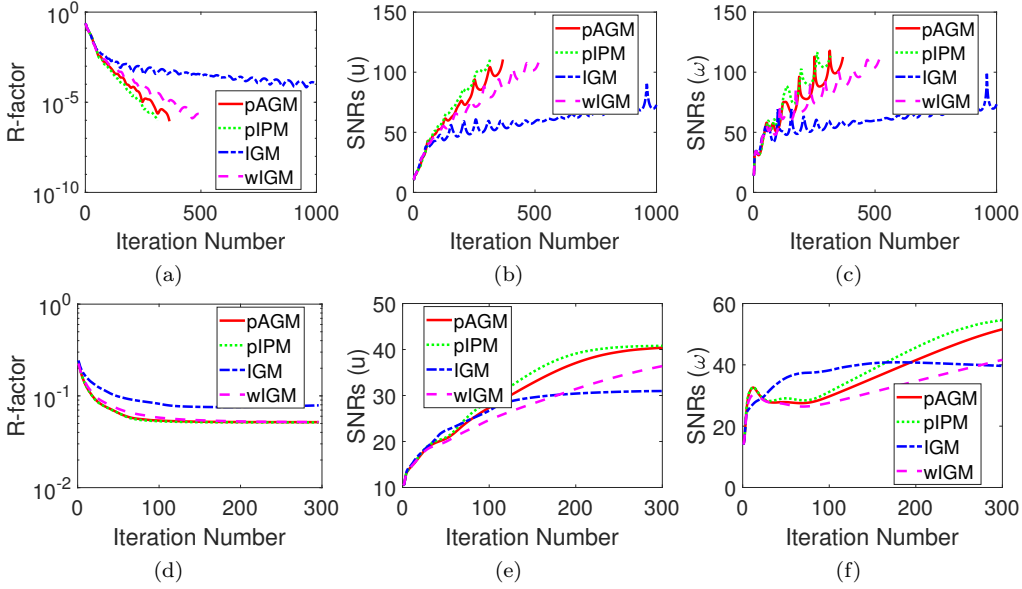 R-factor
10^0
10^-5
10^-10
0
500
1000
Iteration Number
pAGM
pIPM
IGM
wIGM
(a)
SNRs (u)
150
100
50
0
0
500
1000
Iteration Number
pAGM
pIPM
IGM
wIGM
(b)
SNRs (ω)
150
100
50
0
0
500
1000
Iteration Number
pAGM
pIPM
IGM
wIGM
(c)
R-factor
10^0
10^-1
10^-2
0
100
200
300
Iteration Number
pAGM
pIPM
IGM
wIGM
(d)
SNRs (u)
50
40
30
20
10
0
100
200
300
Iteration Number
pAGM
pIPM
IGM
wIGM
(e)
SNRs (ω)
60
40
20
0
0
100
200
300
Iteration Number
pAGM
pIPM
IGM
wIGM
(f)